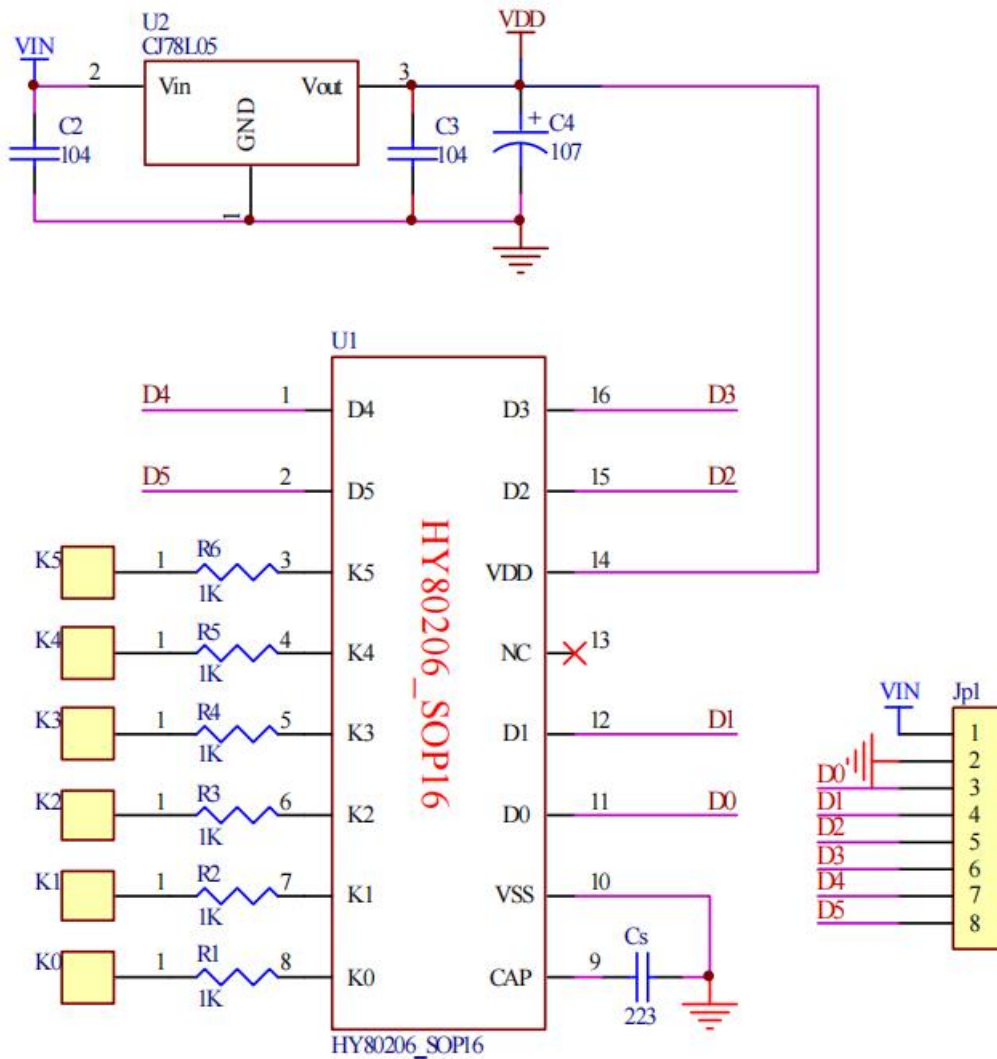 U2
CJ78L05
VIN
VDD
2
Vin
Vout
3
GND
1
C2
104
C3
104
+
C4
107
U1
D4
1
D4
D3
16
D3
D5
2
D5
D2
15
D2
K5
1
R6
1K
3
K5
VDD
14
K4
1
R5
1K
4
K4
NC
13
K3
1
R4
1K
5
K3
D1
12
D1
K2
1
R3
1K
6
K2
D0
11
D0
K1
1
R2
1K
7
K1
VSS
10
K0
1
R1
1K
8
K0
CAP
9
Cs
223
HY80206_SOP16
HY80206_SOP16
VIN
Jp1
1
2
D0
3
D1
4
D2
5
D3
6
D4
7
D5
8